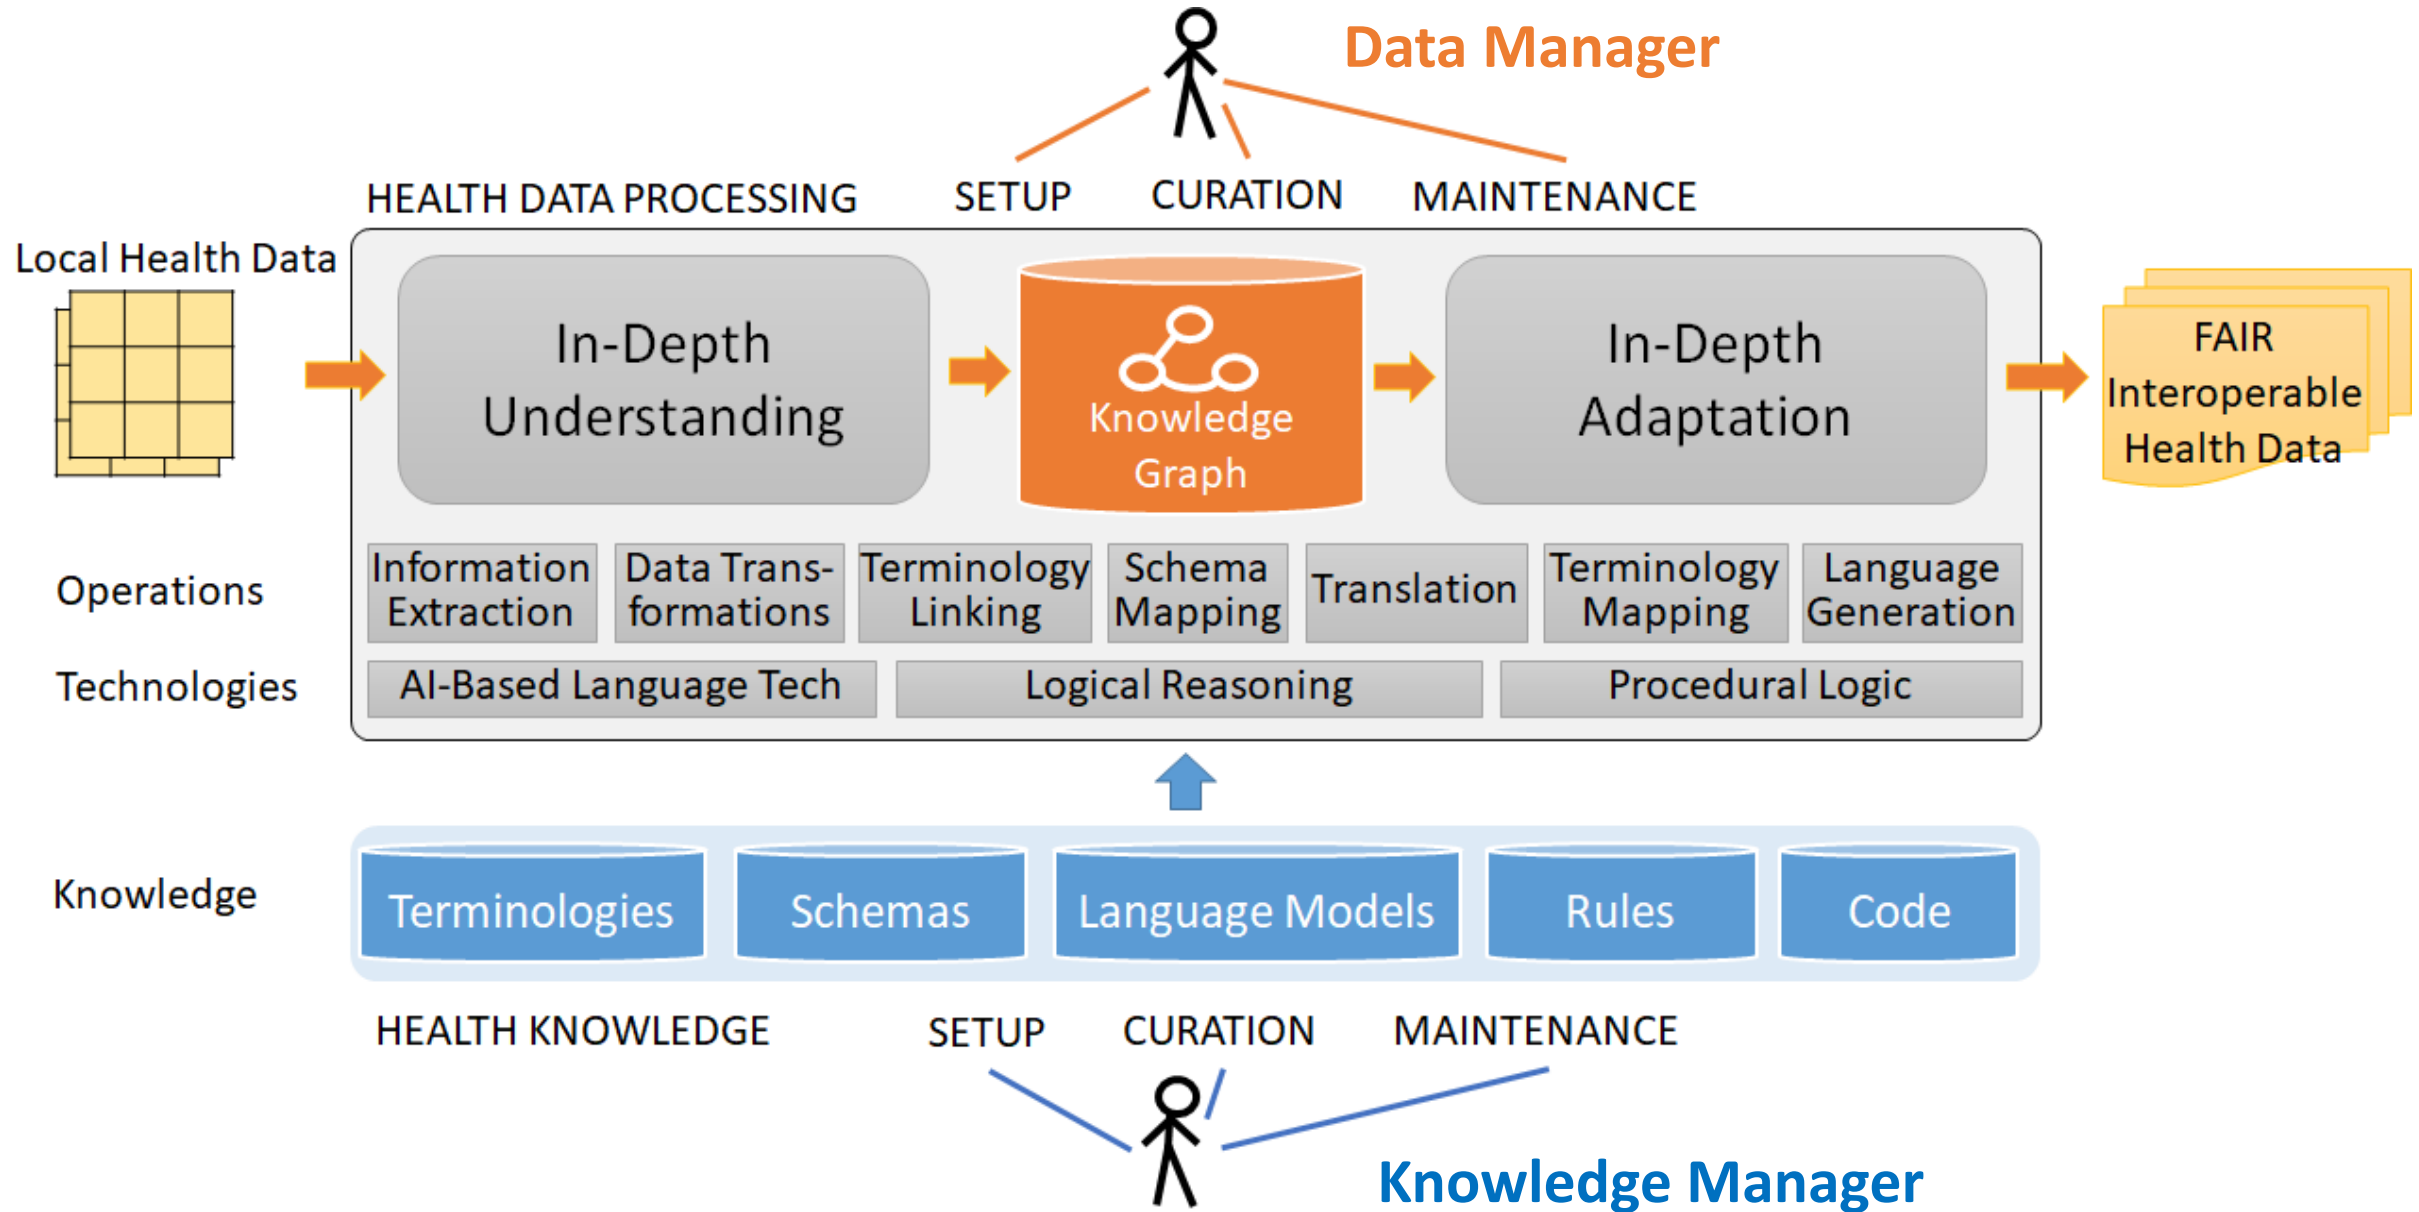 Data Manager
HEALTH DATA PROCESSING
SETUP
CURATION
MAINTENANCE
Local Health Data
In-Depth
Understanding
Knowledge
Graph
In-Depth
Adaptation
FAIR
Interoperable
Health Data
Operations
Information
Extraction
Data Trans-
formations
Terminology
Linking
Schema
Mapping
Translation
Terminology
Mapping
Language
Generation
Technologies
AI-Based Language Tech
Logical Reasoning
Procedural Logic
Knowledge
Terminologies
Schemas
Language Models
Rules
Code
HEALTH KNOWLEDGE
SETUP
CURATION
MAINTENANCE
Knowledge Manager